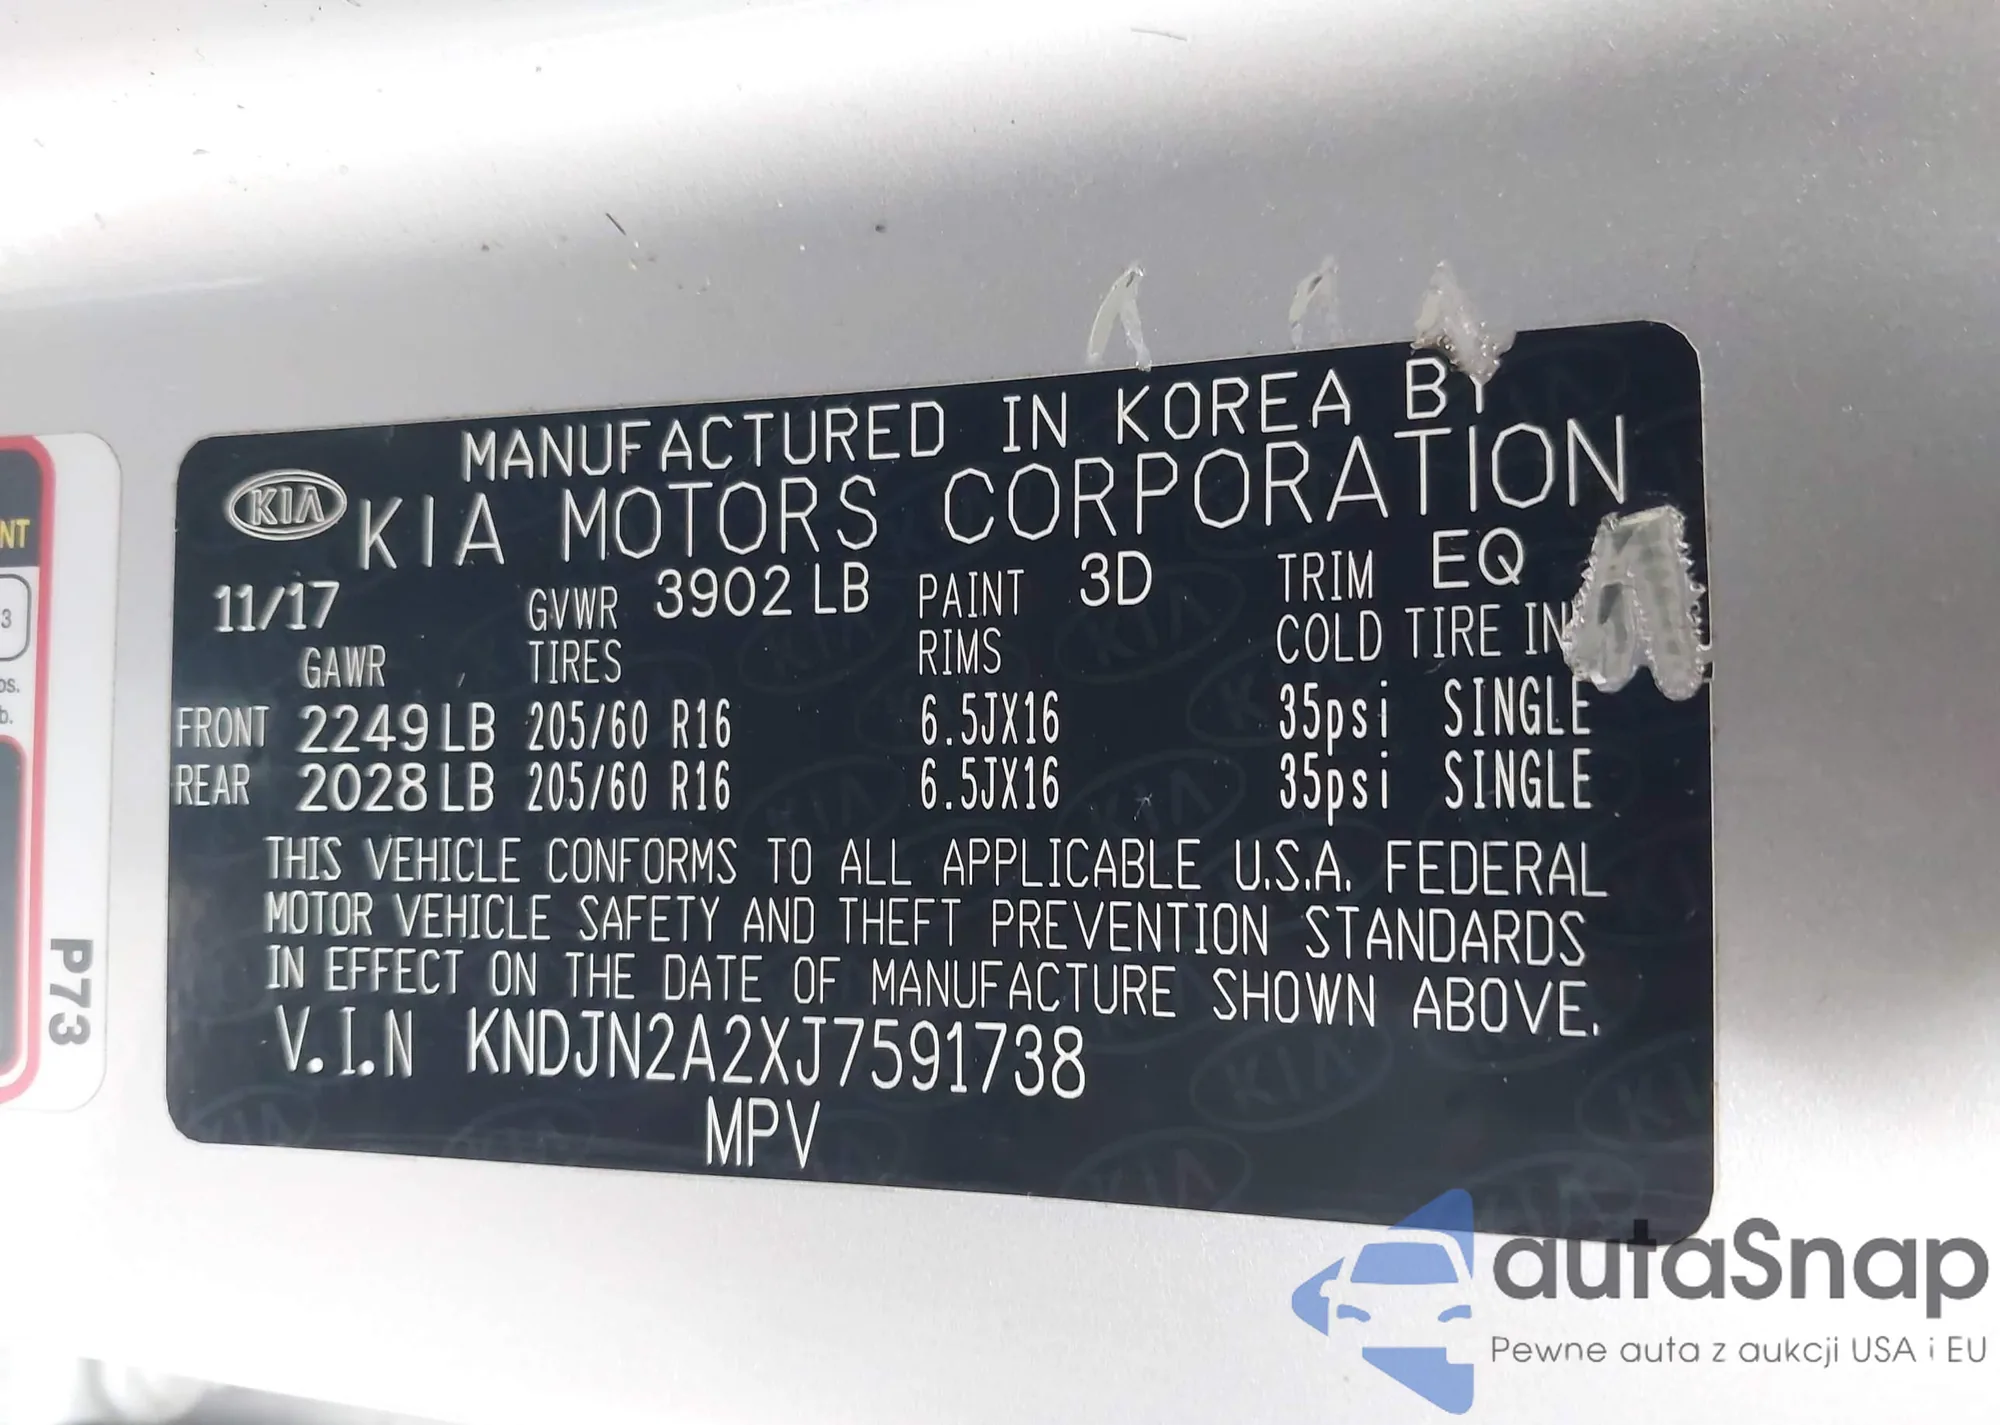 MANUFACTURED IN KOREA BY
KIA KIA MOTORS CORPORATION
11/17 GVWR 3902 LB PAINT 3D TRIM EQ
GAWR TIRES RIMS COLD TIRE
FRONT 2249 LB 205/60 R16 6.5JX16 35psi SINGLE
REAR 2028 LB 205/60 R16 6.5JX16 35psi SINGLE
THIS VEHICLE CONFORMS TO ALL APPLICABLE U.S.A. FEDERAL
MOTOR VEHICLE SAFETY AND THEFT PREVENTION STANDARDS
IN EFFECT ON THE DATE OF MANUFACTURE SHOWN ABOVE.
V.I.N KNDJN2A2XJ7591738
MPV
P73
autaSnap
Pewne auta z aukcji USA i EU